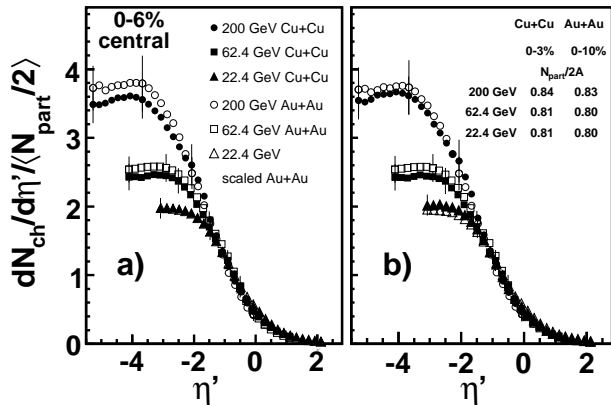 0-6%
central
200 GeV Cu+Cu
62.4 GeV Cu+Cu
22.4 GeV Cu+Cu
200 GeV Au+Au
62.4 GeV Au+Au
22.4 GeV
scaled Au+Au
a)
dN_ch/dη'/⟨N_part/2⟩
0
1
2
3
4
-4
-2
0
2
η'
Cu+Cu Au+Au
0-3% 0-10%
N_part/2A
200 GeV 0.84 0.83
62.4 GeV 0.81 0.80
22.4 GeV 0.81 0.80
b)
-4
-2
0
2
η'